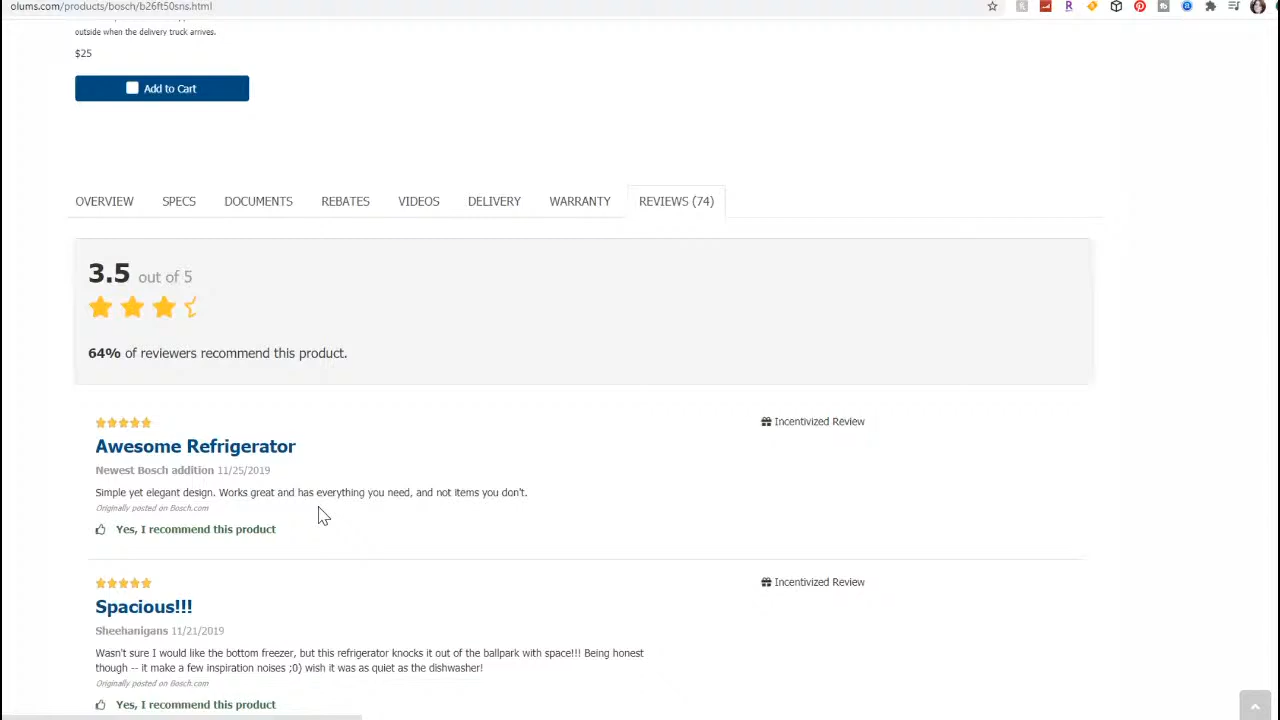 olums.com/products/bosch/b26ft50sns.html
outside when the delivery truck arrives.
$25
Add to Cart
OVERVIEW SPECS DOCUMENTS REBATES VIDEOS DELIVERY WARRANTY REVIEWS (74)
3.5 out of 5
64% of reviewers recommend this product.
Incentivized Review
Awesome Refrigerator
Newest Bosch addition 11/25/2019
Simple yet elegant design. Works great and has everything you need, and not items you don't.
Originally posted on Bosch.com
Yes, I recommend this product
Incentivized Review
Spacious!!!
Sheehanigans 11/21/2019
Wasn't sure I would like the bottom freezer, but this refrigerator knocks it out of the ballpark with space!!! Being honest
though -- it make a few inspiration noises ;0) wish it was as quiet as the dishwasher!
Originally posted on Bosch.com
Yes, I recommend this product